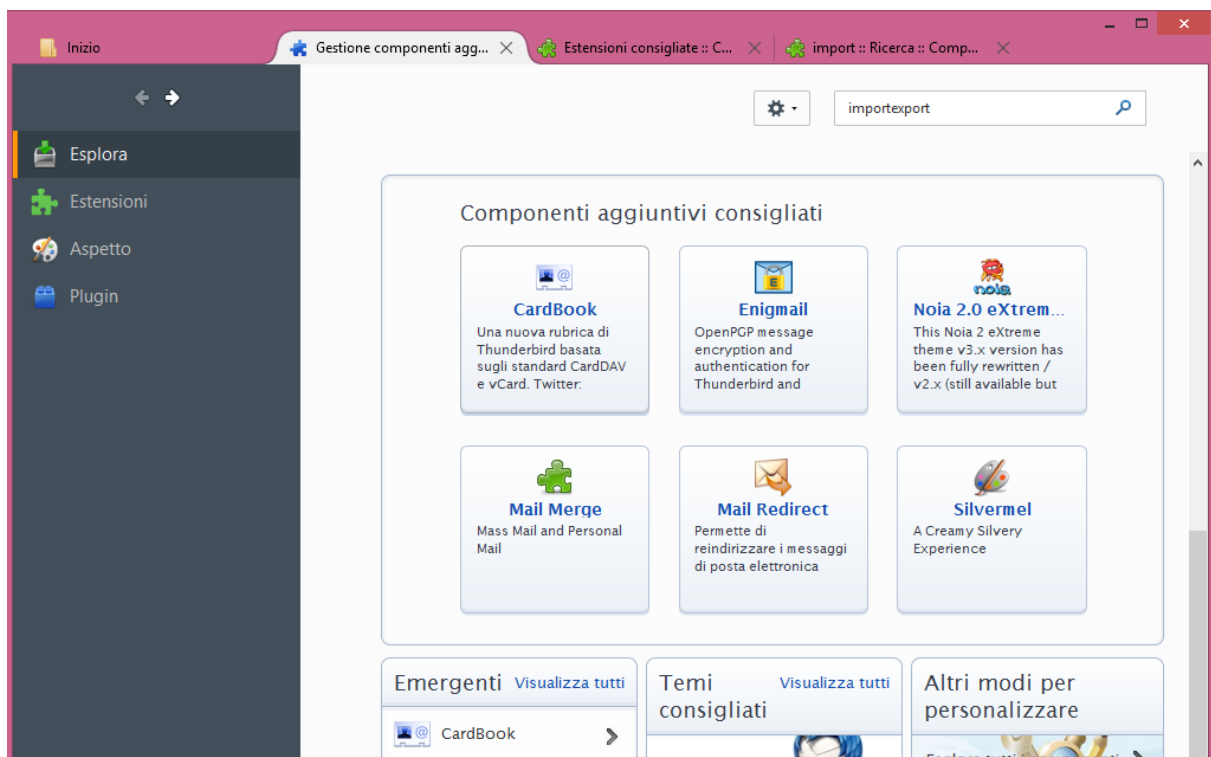 Inizio
Gestione componenti agg...
Estensioni consigliate :: C...
import :: Ricerca :: Comp...
importexport
Esplora
Estensioni
Aspetto
Plugin
Componenti aggiuntivi consigliati
CardBook
Una nuova rubrica di
Thunderbird basata
sugli standard CardDAV
e vCard. Twitter:
Enigmail
OpenPGP message
encryption and
authentication for
Thunderbird and
noia
Noia 2.0 eXtrem...
This Noia 2 eXtreme
theme v3.x version has
been fully rewritten /
v2.x (still available but
Mail Merge
Mass Mail and Personal
Mail
Mail Redirect
Permette di
reindirizzare i messaggi
di posta elettronica
Silvermel
A Creamy Silvery
Experience
Emergenti Visualizza tutti
CardBook
Temi Visualizza tutti
consigliati
Altri modi per
personalizzare